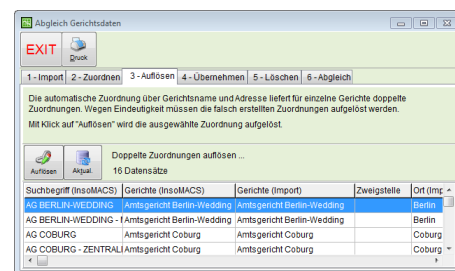 Abgleich Gerichtsdaten
EXIT
Druck
1 - Import 2 - Zuordnen 3 - Auflösen 4 - Übernehmen 5 - Löschen 6 - Abgleich
Die automatische Zuordnung über Gerichtsname und Adresse liefert für einzelne Gerichte doppelte
Zuordnungen. Wegen Eindeutigkeit müssen die falsch erstellten Zuordnungen aufgelöst werden.
Mit Klick auf "Auflösen" wird die ausgewählte Zuordnung aufgelöst.
Doppelte Zuordnungen auflösen ...
Auflösen Aktual. 16 Datensätze
Suchbegriff (InsoMACS) Gerichte (InsoMACS) Gerichte (Import) Zweigstelle Ort (Imp
AG BERLIN-WEDDING Amtsgericht Berlin-Wedding Amtsgericht Berlin-Wedding Berlin
AG BERLIN-WEDDING - Amtsgericht Berlin-Wedding Amtsgericht Berlin-Wedding Berlin
AG COBURG Amtsgericht Coburg Amtsgericht Coburg Coburg
AG COBURG - ZENTRALI Amtsgericht Coburg Amtsgericht Coburg Coburg